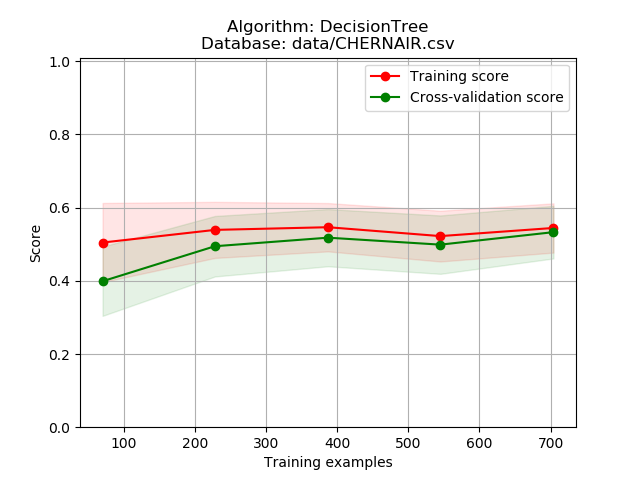 Algorithm: DecisionTree
Database: data/CHERNAIR.csv
1.0
0.8
0.6
0.4
0.2
0.0
Score
Training score
Cross-validation score
100
200
300
400
500
600
700
Training examples